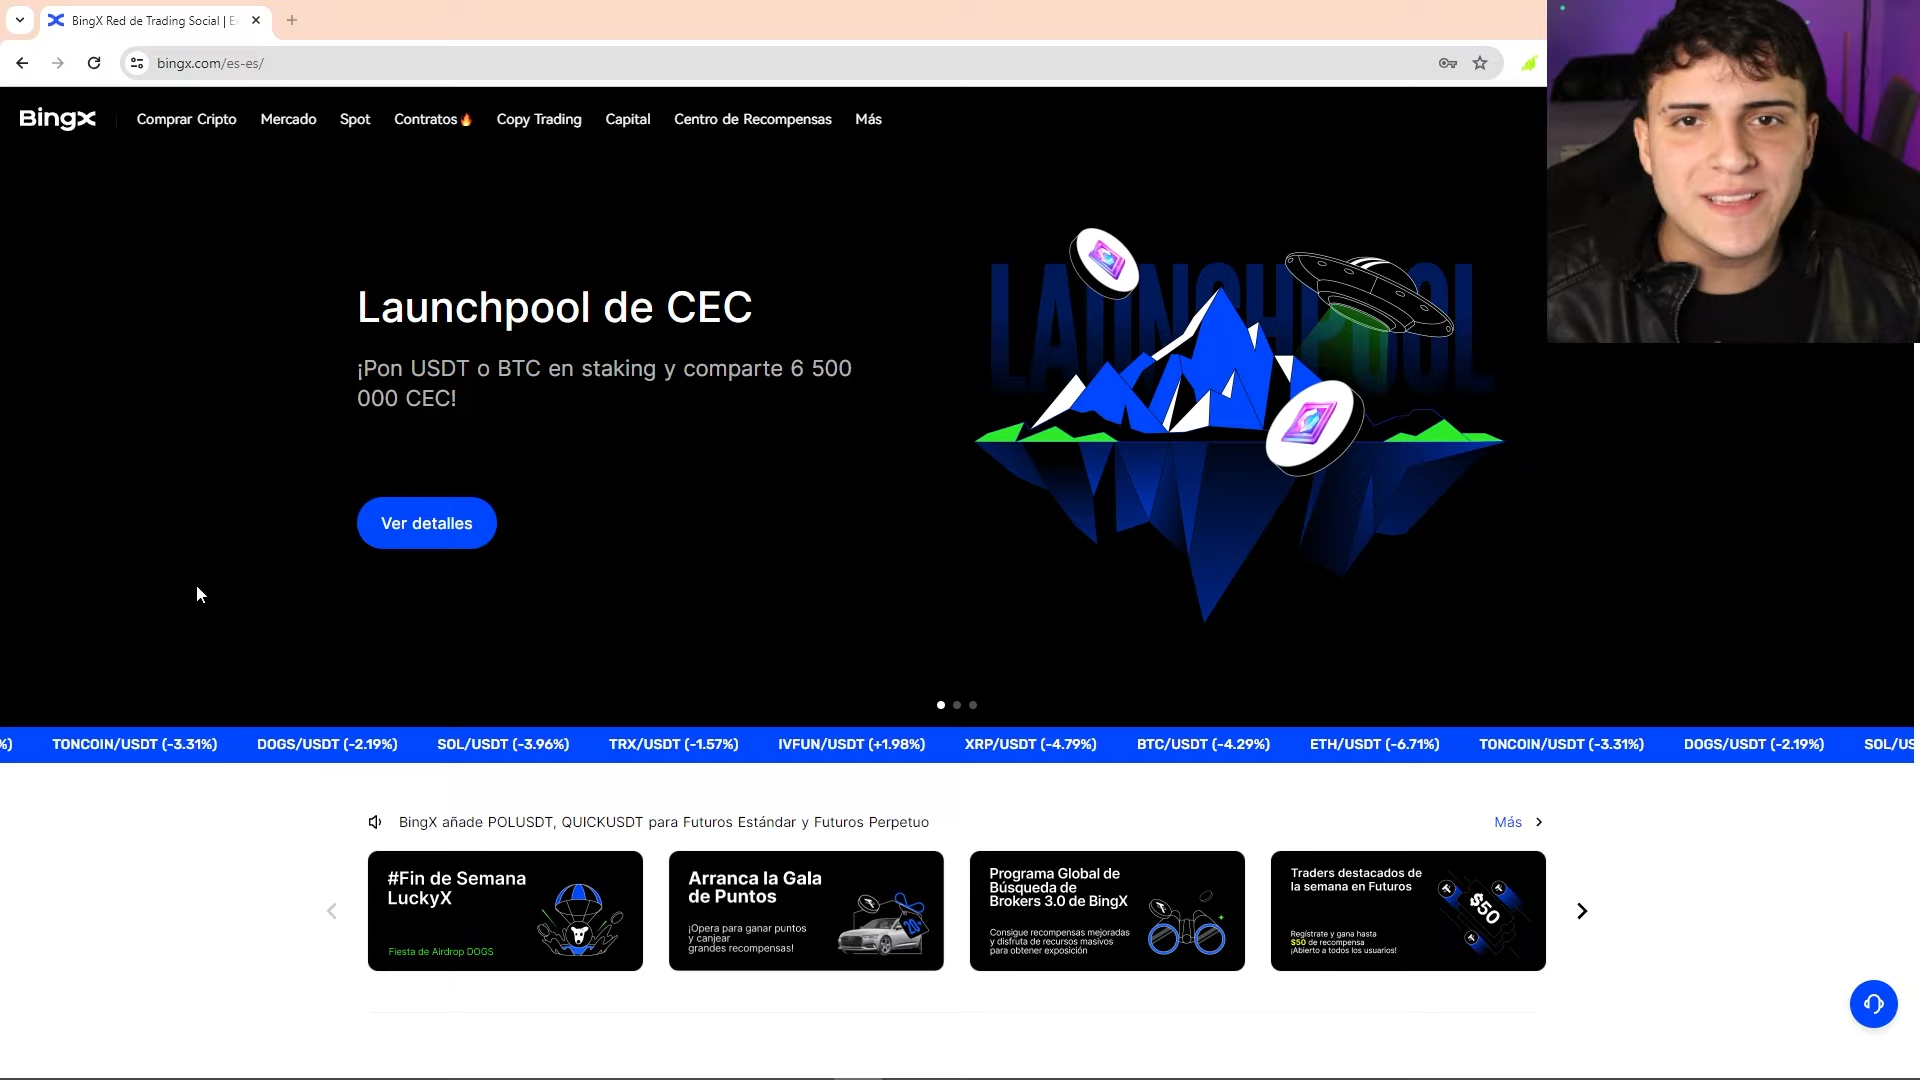 BingX Red de Trading Social | E
bingx.com/es-es/
BingX
Comprar Cripto
Mercado
Spot
Contratos🔥
Copy Trading
Capital
Centro de Recompensas
Más
LAUNCHPOOL
Launchpool de CEC
¡Pon USDT o BTC en staking y comparte 6 500
000 CEC!
Ver detalles
%) TONCOIN/USDT (-3.31%) DOGS/USDT (-2.19%) SOL/USDT (-3.96%) TRX/USDT (-1.57%) IVFUN/USDT (+1.98%) XRP/USDT (-4.79%) BTC/USDT (-4.29%) ETH/USDT (-6.71%) TONCOIN/USDT (-3.31%) DOGS/USDT (-2.19%) SOL/US
BingX añade POLUSDT, QUICKUSDT para Futuros Estándar y Futuros Perpetuo
Más
#Fin de Semana
LuckyX
Fiesta de Airdrop DOGS
Arranca la Gala
de Puntos
¡Opera para ganar puntos
y canjear
grandes recompensas!
20+
Programa Global de
Búsqueda de
Brokers 3.0 de BingX
Consigue recompensas mejoradas
y disfruta de recursos masivos
para obtener exposición
Traders destacados de
la semana en Futuros
Regístrate y gana hasta
$50 de recompensa
¡Abierto a todos los usuarios!
$50